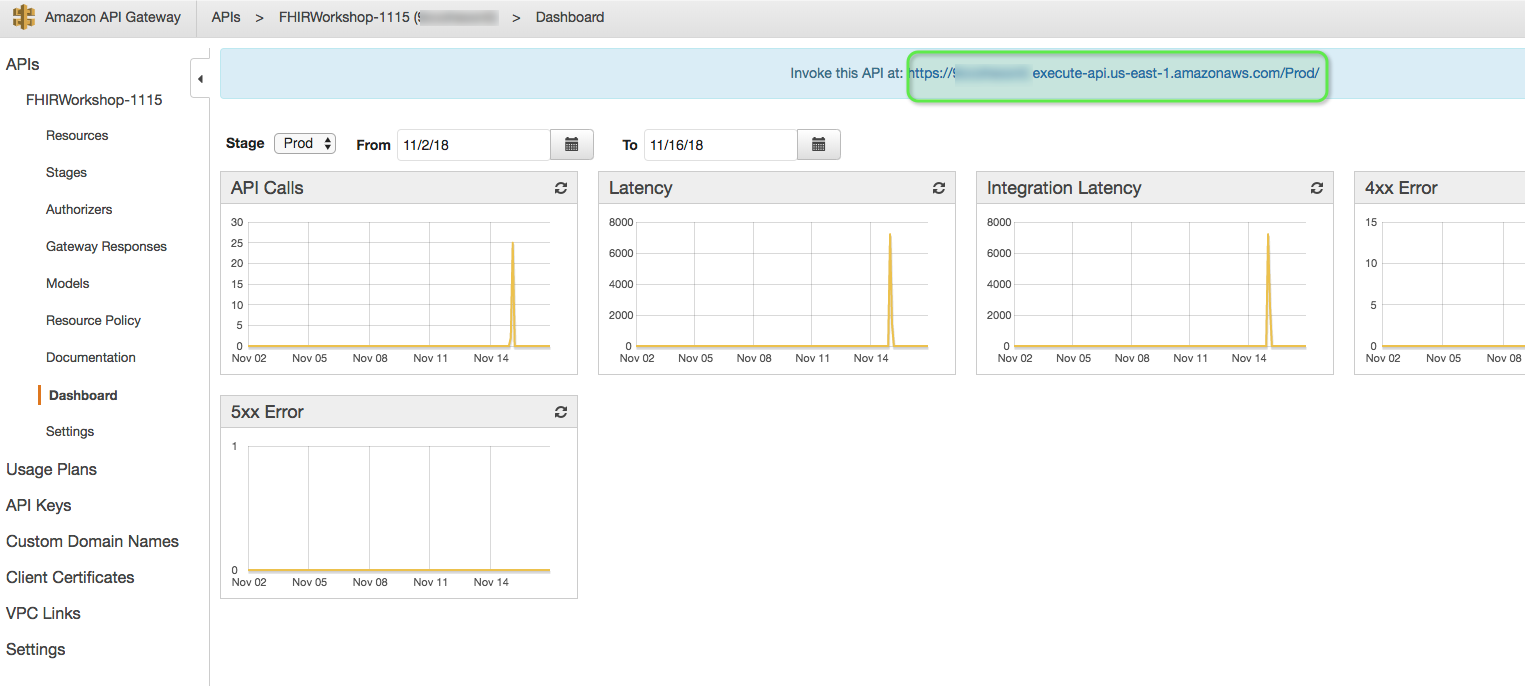 Amazon API Gateway APIs > FHIRWorkshop-1115 ( > Dashboard
APIs
Invoke this API at: https:// execute-api.us-east-1.amazonaws.com/Prod/
FHIRWorkshop-1115
Resources
Stages
Authorizers
Gateway Responses
Models
Resource Policy
Documentation
Dashboard
Settings
Usage Plans
API Keys
Custom Domain Names
Client Certificates
VPC Links
Settings
Stage Prod From 11/2/18 To 11/16/18
API Calls
30
25
20
15
10
5
0
Nov 02 Nov 05 Nov 08 Nov 11 Nov 14
Latency
8000
6000
4000
2000
0
Nov 02 Nov 05 Nov 08 Nov 11 Nov 14
Integration Latency
8000
6000
4000
2000
0
Nov 02 Nov 05 Nov 08 Nov 11 Nov 14
4xx Error
15
10
5
0
Nov 02 Nov 05 Nov 08
5xx Error
1
0
Nov 02 Nov 05 Nov 08 Nov 11 Nov 14